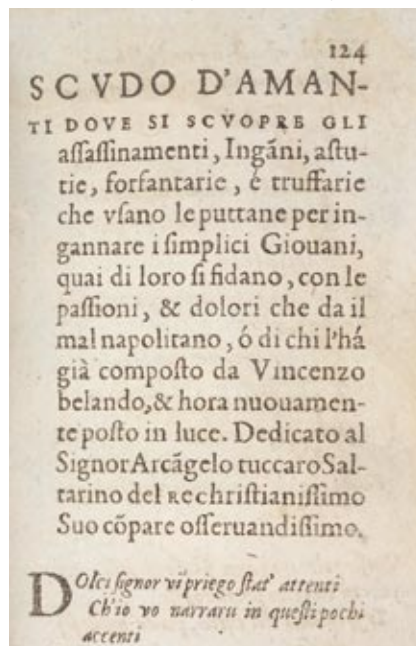 124
SCVDO D'AMAN-
TI DOVE SI SCVOPRE GLI
aſſaſſinamenti, Ingãni, aſtu-
tie, forfantarie, é truffarie
che vſano le puttane per in-
gannare i ſimplici Giouani,
quai di loro ſi fidano, con le
paſſioni, & dolori che da il
mal napolitano, ó di chi l'há
già compoſto da Vincenzo
belando, & hora nuouamen-
te poſto in luce. Dedicato al
Signor Arcãgelo tuccaro Sal-
tarino del Re chriſtianiſſimo
Suo cõpare oſſeruandiſſimo.
DOlci ſignor vi priego ſtat' attenti
Ch'io vo narraru in queſti pochi
accenti